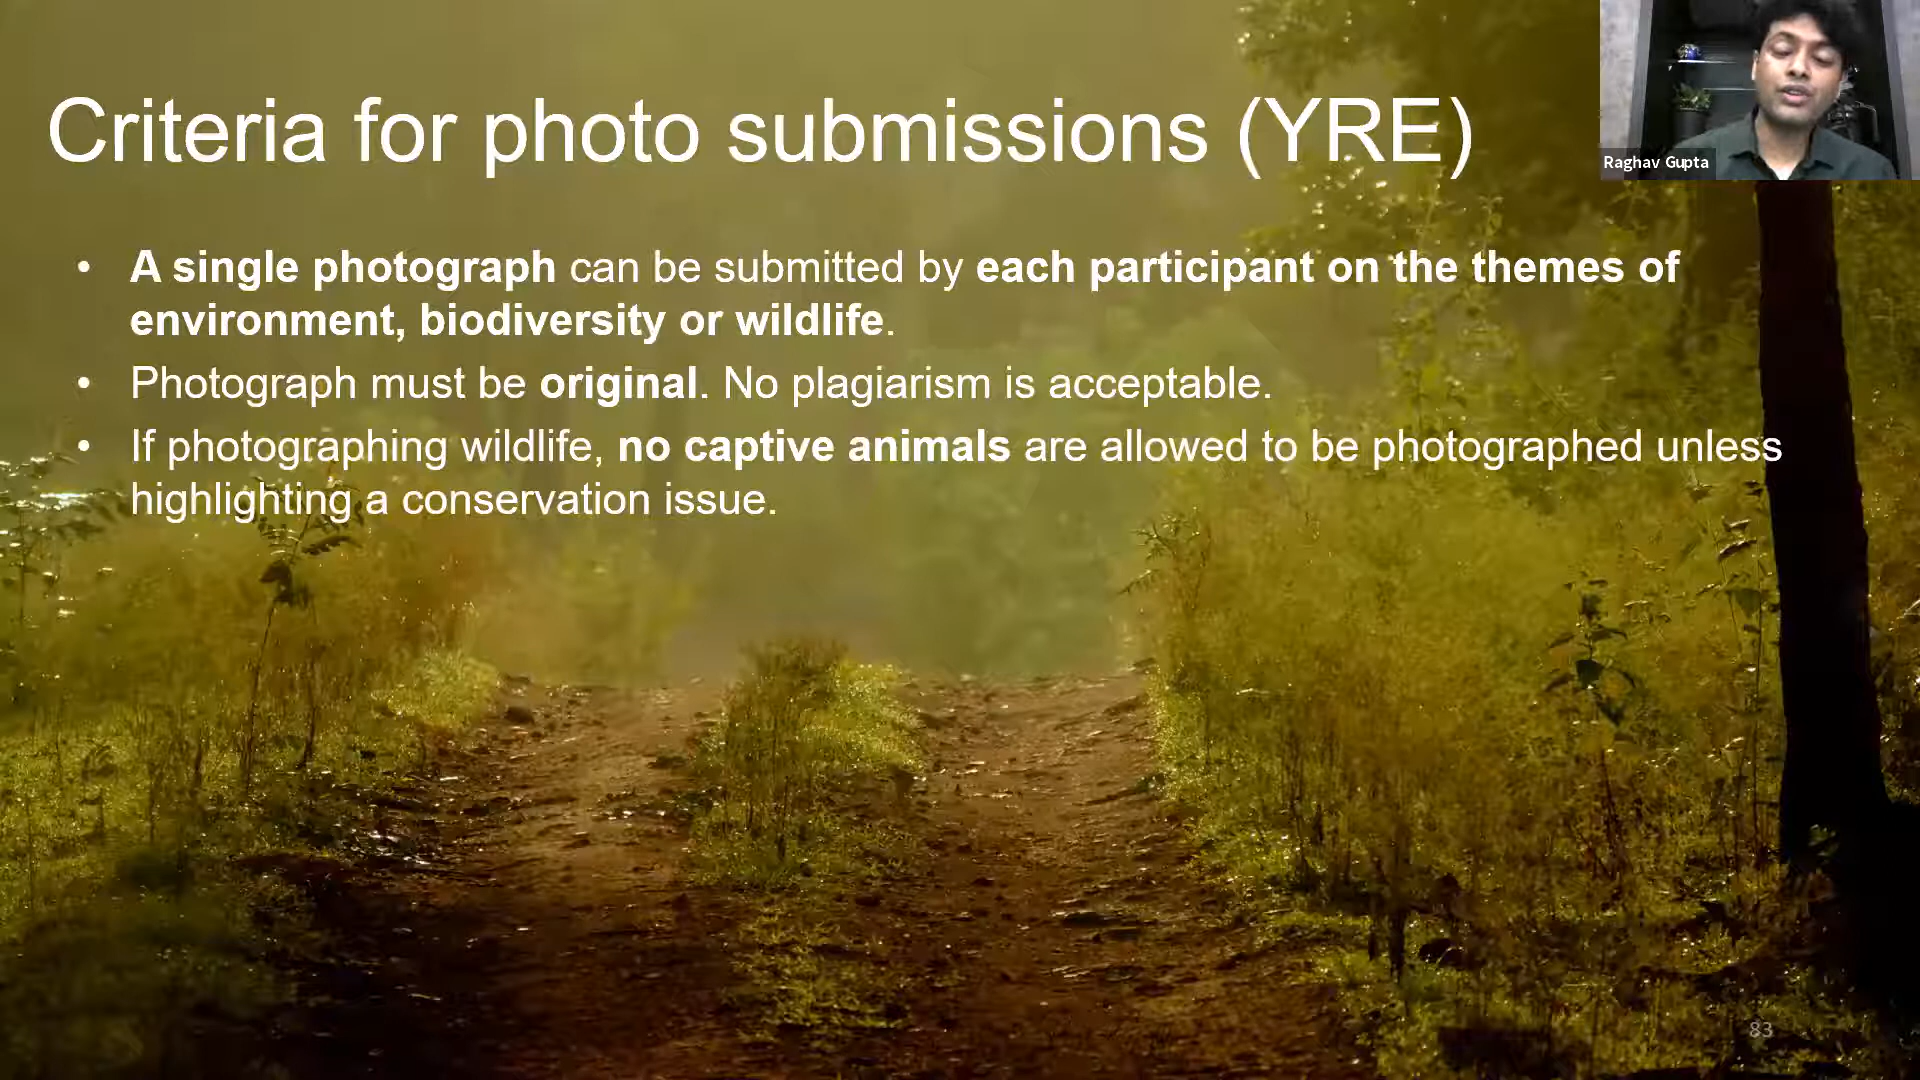 Criteria for photo submissions (YRE)
Raghav Gupta
• A single photograph can be submitted by each participant on the themes of
environment, biodiversity or wildlife.
• Photograph must be original. No plagiarism is acceptable.
• If photographing wildlife, no captive animals are allowed to be photographed unless
highlighting a conservation issue.
83